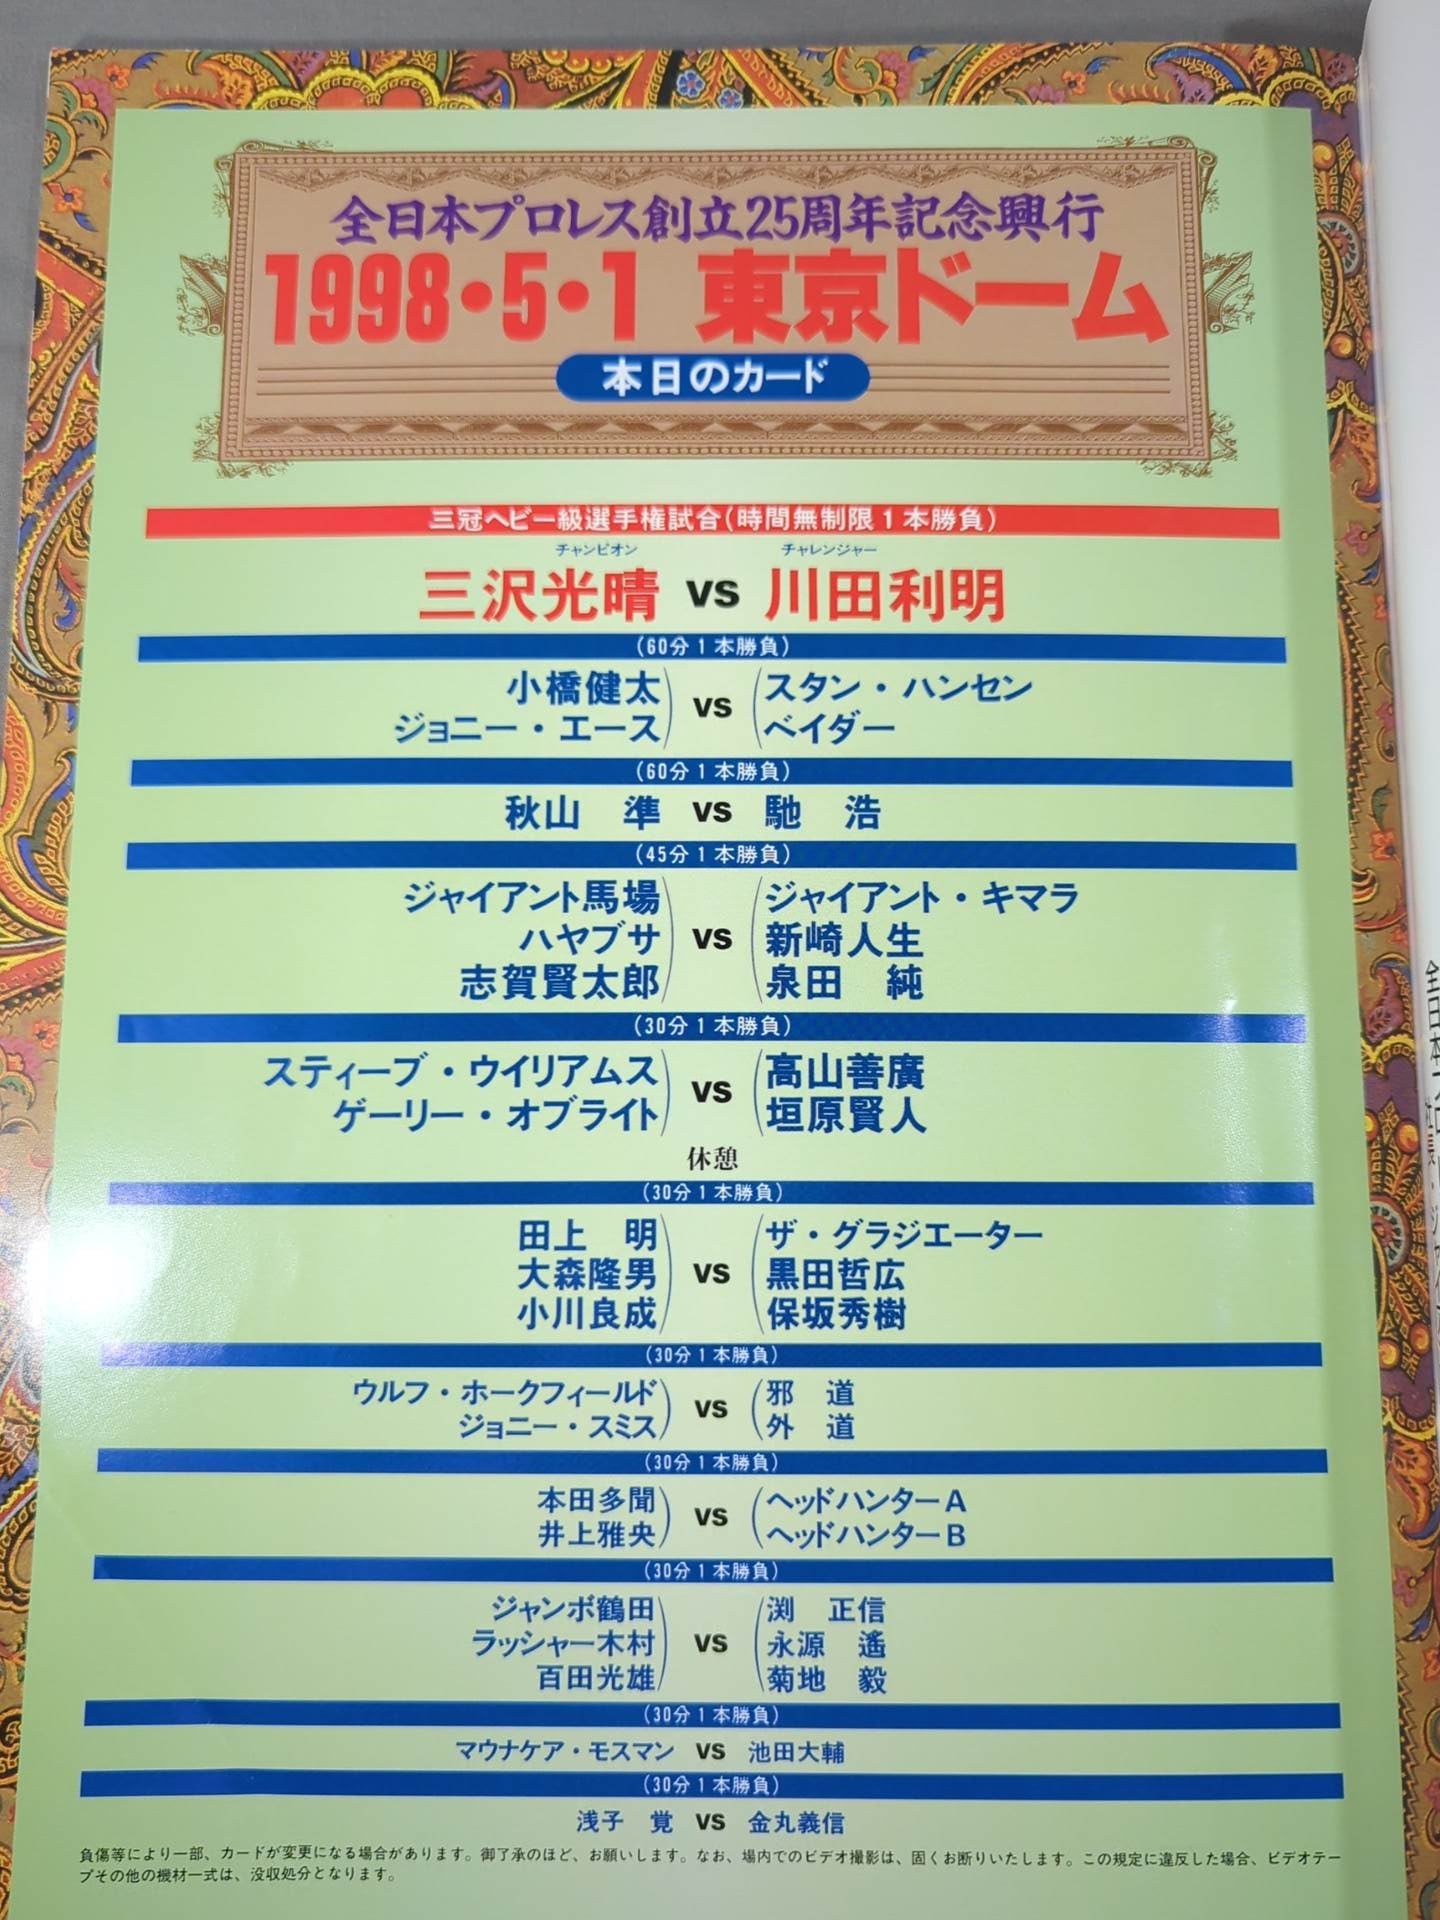 全日本プロレス創立25周年記念興行
1998・5・1 東京ドーム
本日のカード
三冠ヘビー級選手権試合(時間無制限1本勝負)
チャンピオン チャレンジャー
三沢光晴 vs 川田利明
(60分1本勝負)
小橋健太 スタン・ハンセン
vs
ジョニー・エース ベイダー
(60分1本勝負)
秋山 準 vs 馳 浩
(45分1本勝負)
ジャイアント馬場 ジャイアント・キマラ
ハヤブサ vs 新崎人生
志賀賢太郎 泉田 純
(30分1本勝負)
スティーブ・ウイリアムス 高山善廣
vs
ゲーリー・オブライト 垣原賢人
休憩
(30分1本勝負)
田上 明 ザ・グラジエーター
大森隆男 vs 黒田哲広
小川良成 保坂秀樹
(30分1本勝負)
ウルフ・ホークフィールド 邪 道
vs
ジョニー・スミス 外 道
(30分1本勝負)
本田多聞 ヘッドハンターA
vs
井上雅央 ヘッドハンターB
(30分1本勝負)
ジャンボ鶴田 渕 正信
ラッシャー木村 vs 永源 遙
百田光雄 菊地 毅
(30分1本勝負)
マウナケア・モスマン vs 池田大輔
(30分1本勝負)
浅子 覚 vs 金丸義信
負傷等により一部、カードが変更になる場合があります。御了承のほど、お願いします。なお、場内でのビデオ撮影は、固くお断りいたします。この規定に違反した場合、ビデオテー
プその他の機材一式は、没収処分となります。